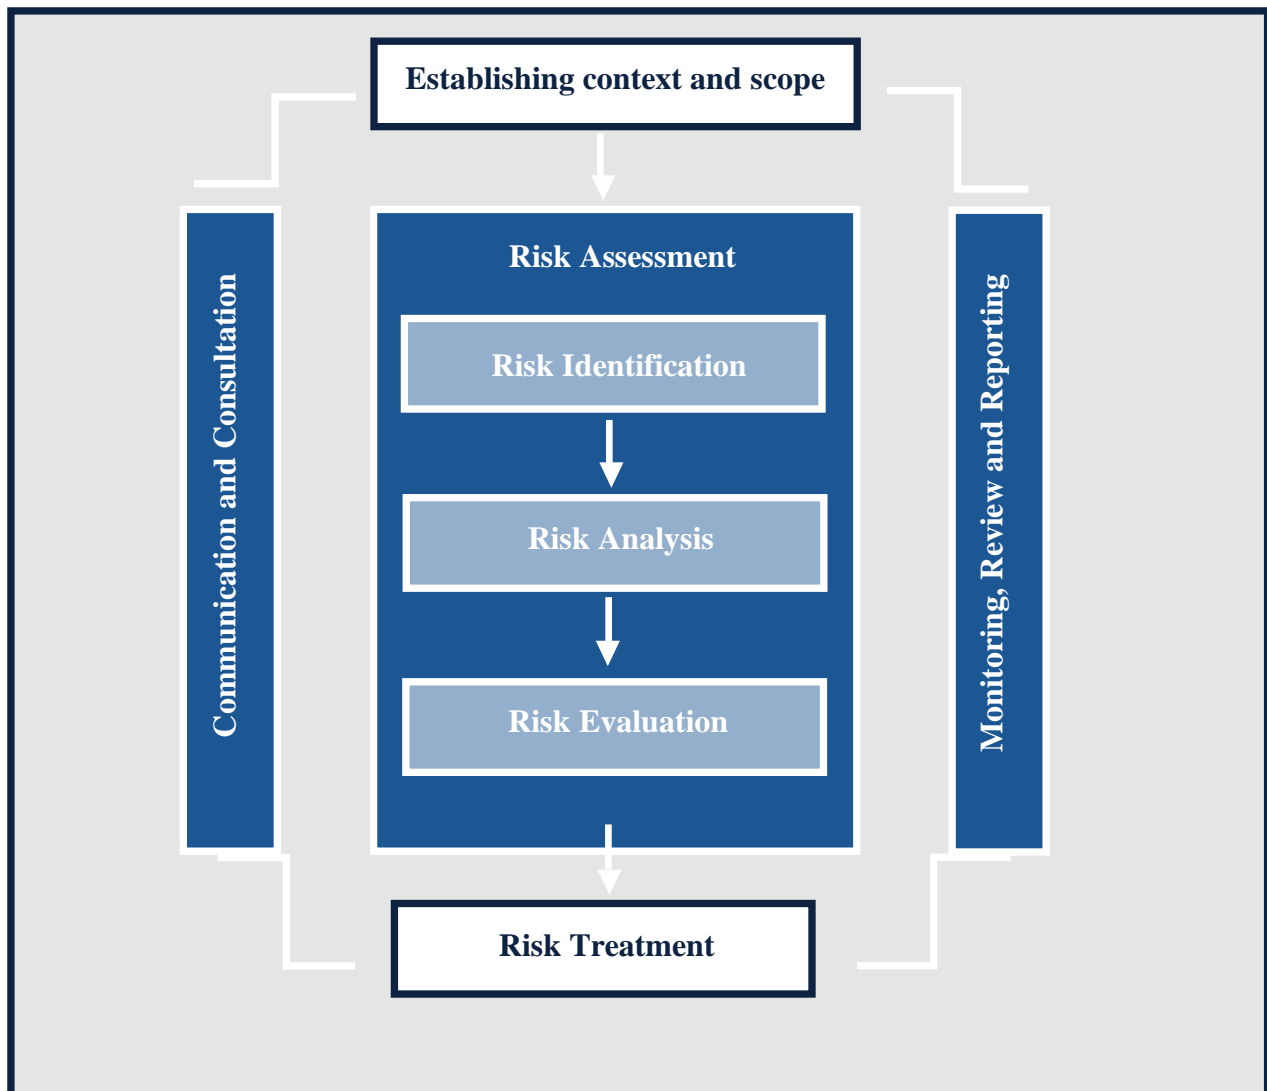 Establishing context and scope
Communication and Consultation
Risk Assessment
Risk Identification
Risk Analysis
Risk Evaluation
Monitoring, Review and Reporting
Risk Treatment